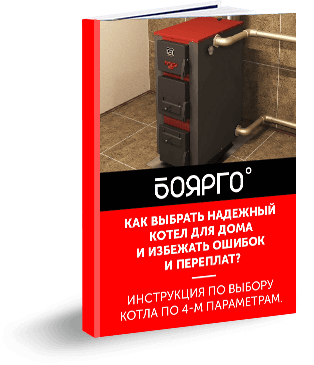 БОЯРГО°
КАК ВЫБРАТЬ НАДЕЖНЫЙ
КОТЕЛ ДЛЯ ДОМА
И ИЗБЕЖАТЬ ОШИБОК
И ПЕРЕПЛАТ?
ИНСТРУКЦИЯ ПО ВЫБОРУ
КОТЛА ПО 4-М ПАРАМЕТРАМ.